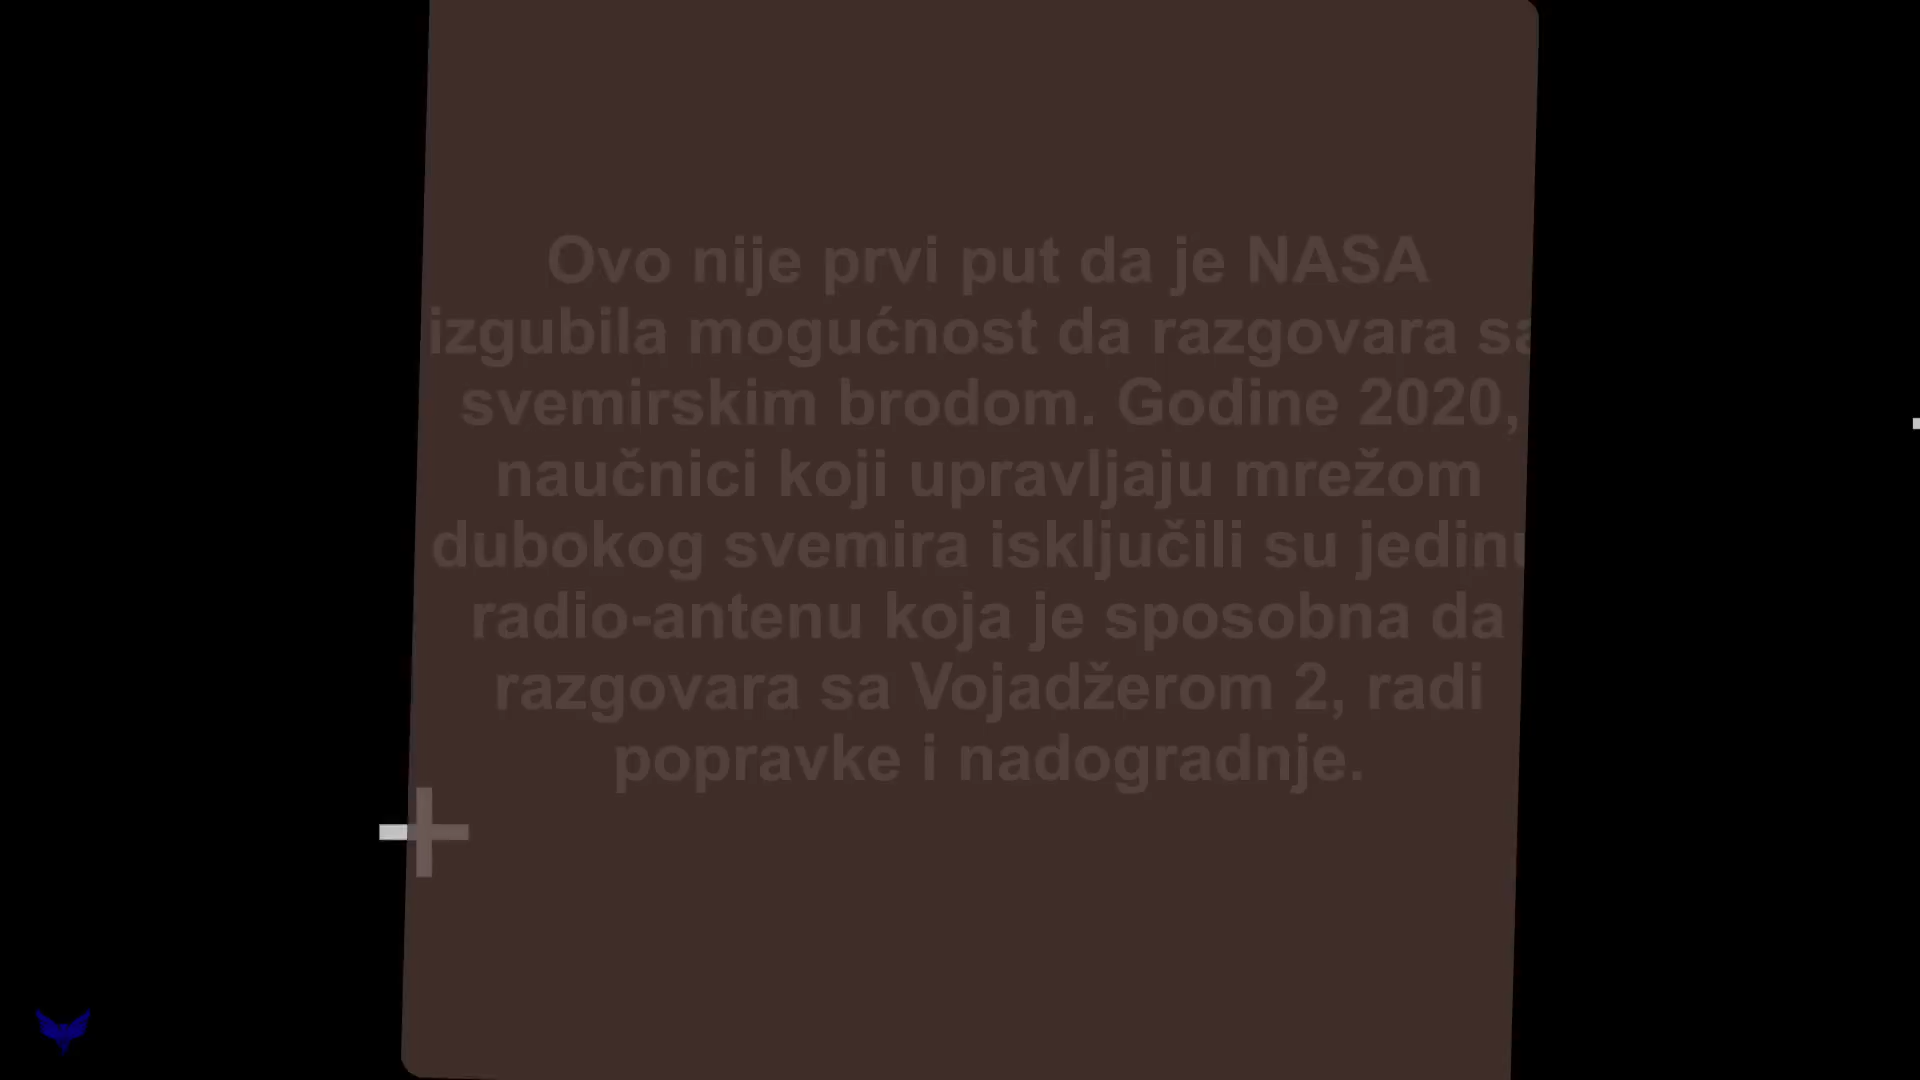 Ovo nije prvi put da je NASA
izgubila mogućnost da razgovara sa
svemirskim brodom. Godine 2020,
naučnici koji upravljaju mrežom
dubokog svemira isključili su jedinu
radio-antenu koja je sposobna da
razgovara sa Vojadžerom 2, radi
popravke i nadogradnje.